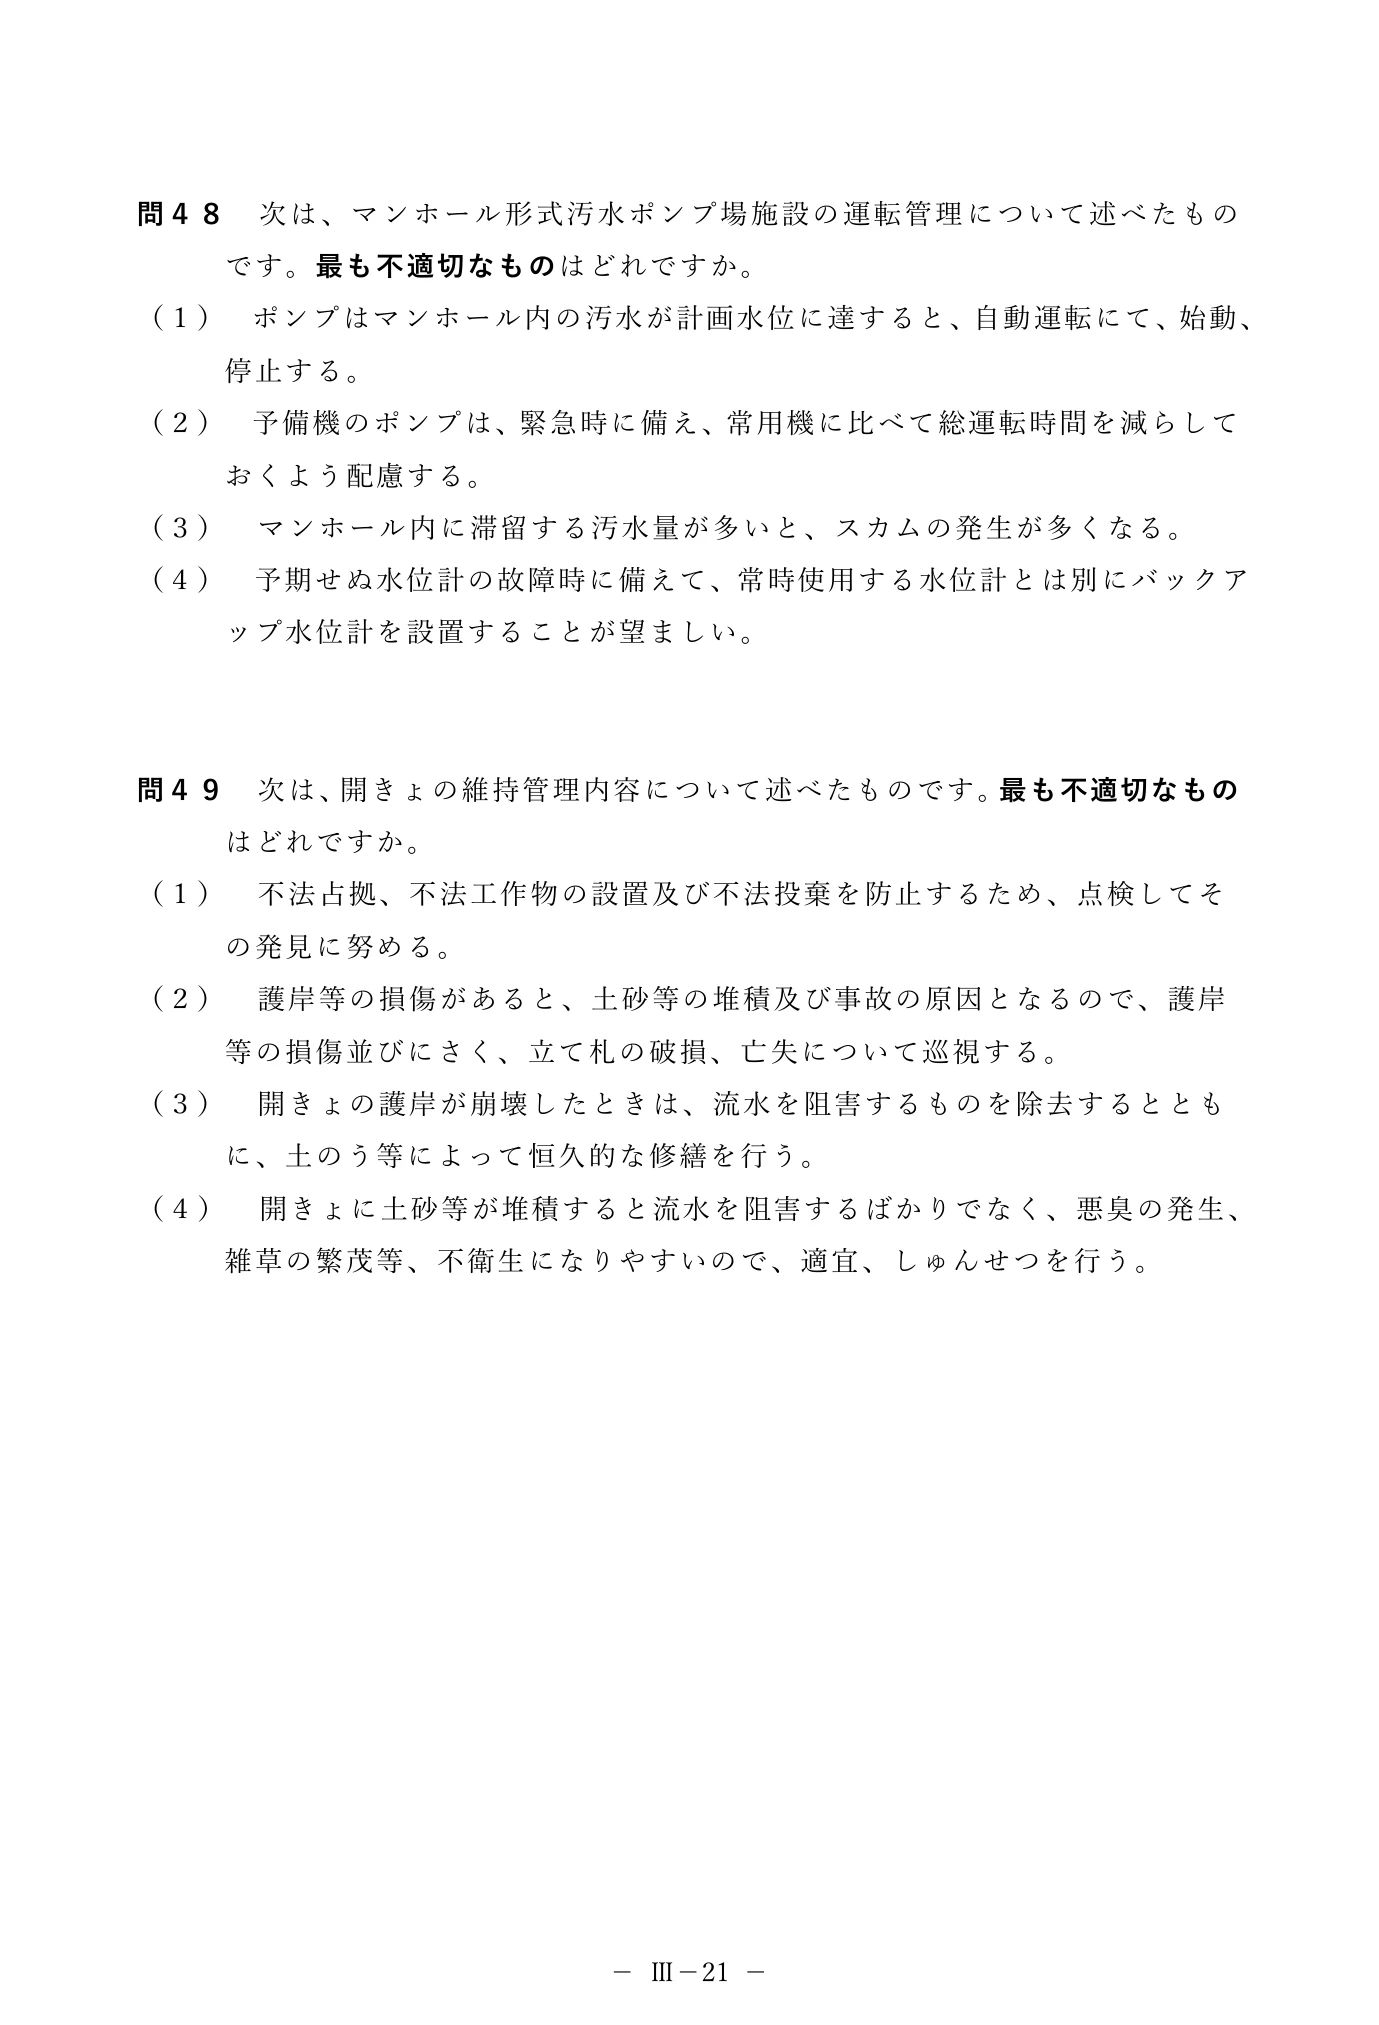 問４８　次は、マンホール形式汚水ポンプ場施設の運転管理について述べたもの
です。最も不適切なものはどれですか。
（１）　ポンプはマンホール内の汚水が計画水位に達すると、自動運転にて、始動、
停止する。
（２）　予備機のポンプは、緊急時に備え、常用機に比べて総運転時間を減らして
おくよう配慮する。
（３）　マンホール内に滞留する汚水量が多いと、スカムの発生が多くなる。
（４）　予期せぬ水位計の故障時に備えて、常時使用する水位計とは別にバックア
ップ水位計を設置することが望ましい。
問４９　次は、開きょの維持管理内容について述べたものです。最も不適切なもの
はどれですか。
（１）　不法占拠、不法工作物の設置及び不法投棄を防止するため、点検してそ
の発見に努める。
（２）　護岸等の損傷があると、土砂等の堆積及び事故の原因となるので、護岸
等の損傷並びにさく、立て札の破損、亡失について巡視する。
（３）　開きょの護岸が崩壊したときは、流水を阻害するものを除去するととも
に、土のう等によって恒久的な修繕を行う。
（４）　開きょに土砂等が堆積すると流水を阻害するばかりでなく、悪臭の発生、
雑草の繁茂等、不衛生になりやすいので、適宜、しゅんせつを行う。
－ Ⅲ－21 －